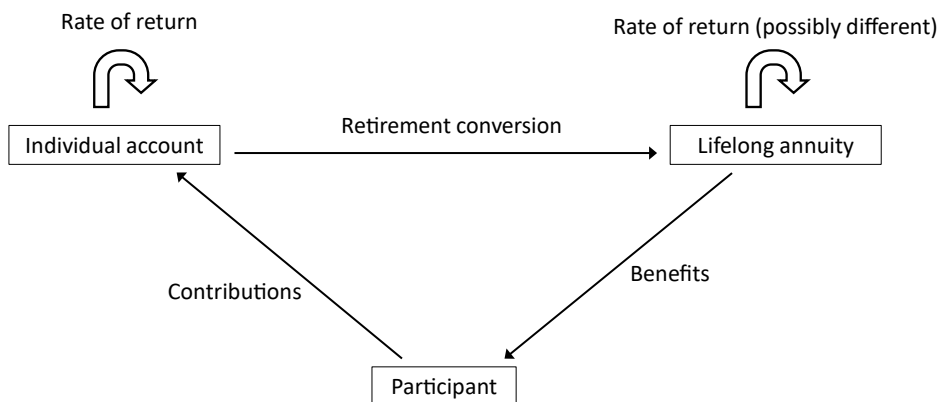 Rate of return
Rate of return (possibly different)
Individual account
Retirement conversion
Lifelong annuity
Contributions
Benefits
Participant